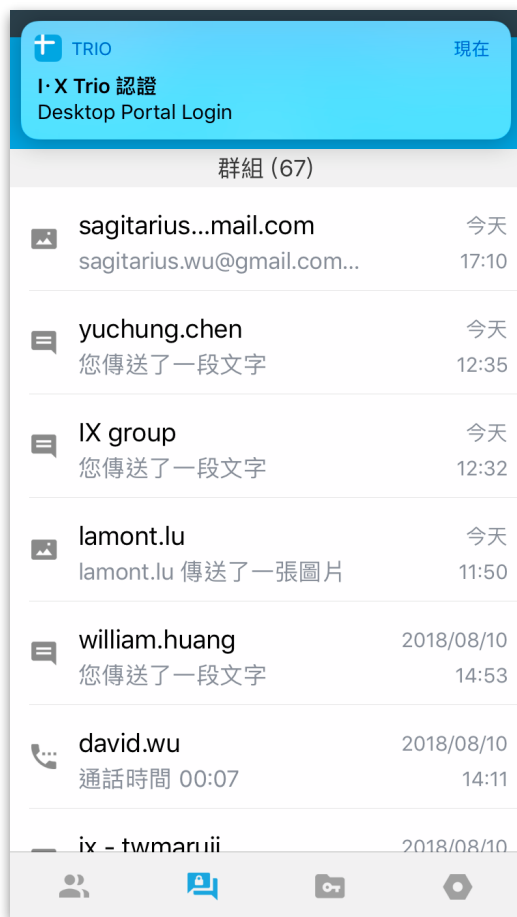 TRIO 現在
I·X Trio 認證
Desktop Portal Login
群組 (67)
sagitarius...mail.com 今天
sagitarius.wu@gmail.com... 17:10
yuchung.chen 今天
您傳送了一段文字 12:35
IX group 今天
您傳送了一段文字 12:32
lamont.lu 今天
lamont.lu 傳送了一張圖片 11:50
william.huang 2018/08/10
您傳送了一段文字 14:53
david.wu 2018/08/10
通話時間 00:07 14:11
ix - twmaruji 2018/08/10